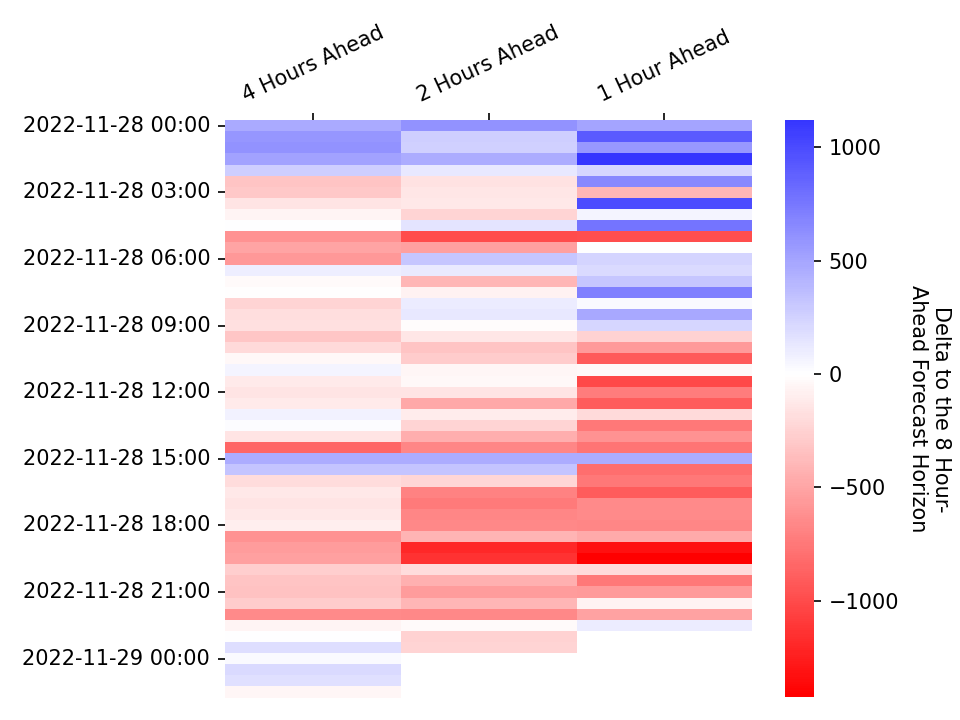 4 Hours Ahead
2 Hours Ahead
1 Hour Ahead
2022-11-28 00:00
2022-11-28 03:00
2022-11-28 06:00
2022-11-28 09:00
2022-11-28 12:00
2022-11-28 15:00
2022-11-28 18:00
2022-11-28 21:00
2022-11-29 00:00
1000
500
0
−500
−1000
Delta to the 8 Hour-
Ahead Forecast Horizon